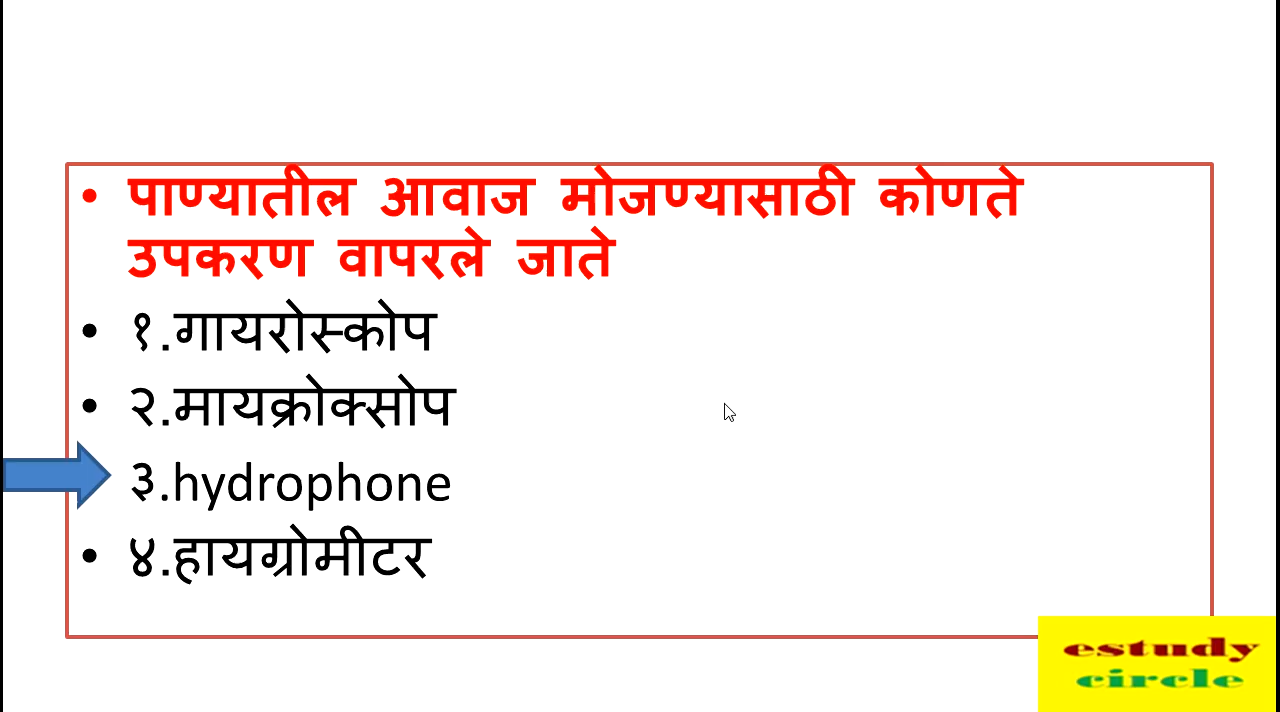 • पाण्यातील आवाज मोजण्यासाठी कोणते
उपकरण वापरले जाते
• १.गायरोस्कोप
• २.मायक्रोक्सोप
३.hydrophone
• ४.हायग्रोमीटर
estudy
circle